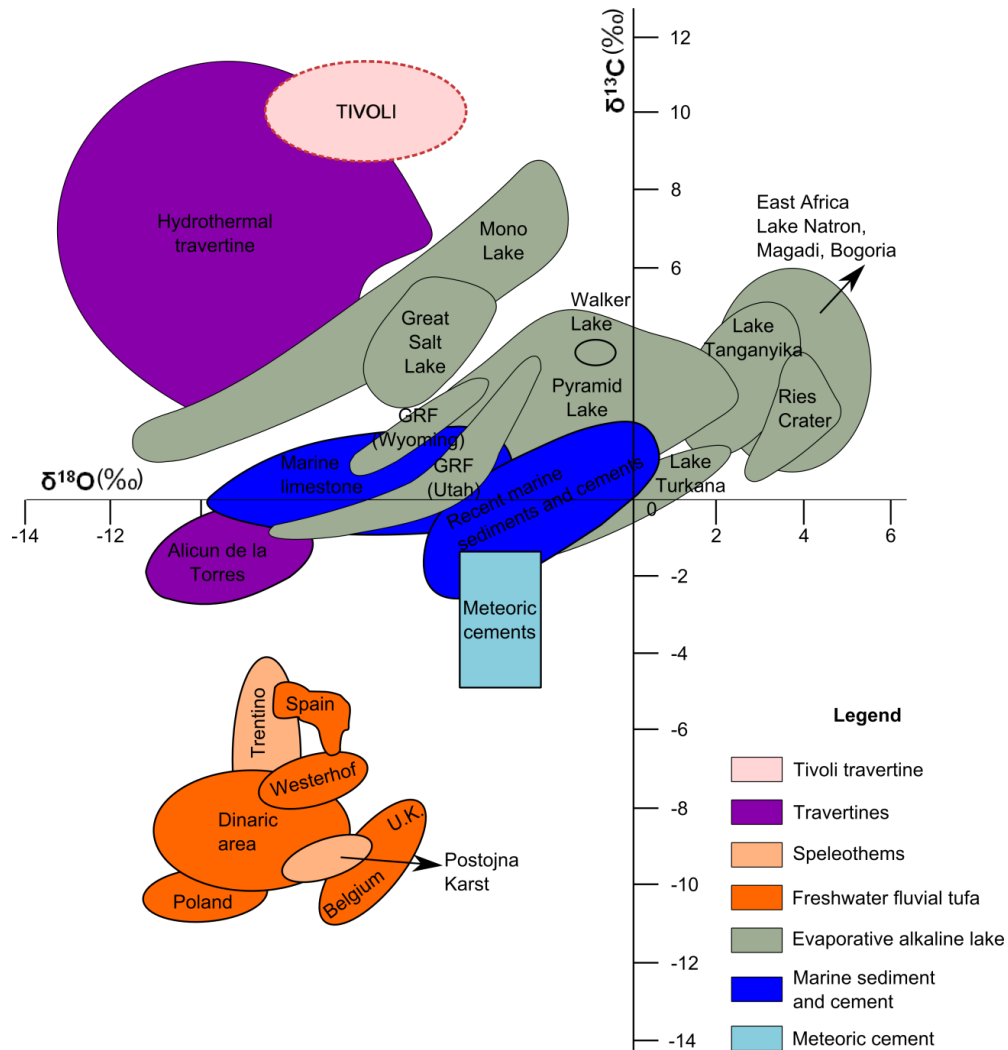 12
δ¹³C(‰)
10
TIVOLI
8
Hydrothermal
travertine
Mono
Lake
East Africa
Lake Natron,
Magadi, Bogoria
6
Walker
Lake
Great
Salt
Lake
4
Lake
Tanganyika
Pyramid
Lake
Ries
Crater
GRF
(Wyoming)
2
Marine
limestone
GRF
(Utah)
Recent marine
sediments and cements
Lake
Turkana
δ¹⁸O(‰)
0
-14
-12
2
4
6
Alicun de la
Torres
-2
Meteoric
cements
-4
Trentino
Spain
-6
Westerhof
-8
Dinaric
area
U.K.
Postojna
Karst
Belgium
Poland
-10
-12
-14
Legend
Tivoli travertine
Travertines
Speleothems
Freshwater fluvial tufa
Evaporative alkaline lake
Marine sediment
and cement
Meteoric cement